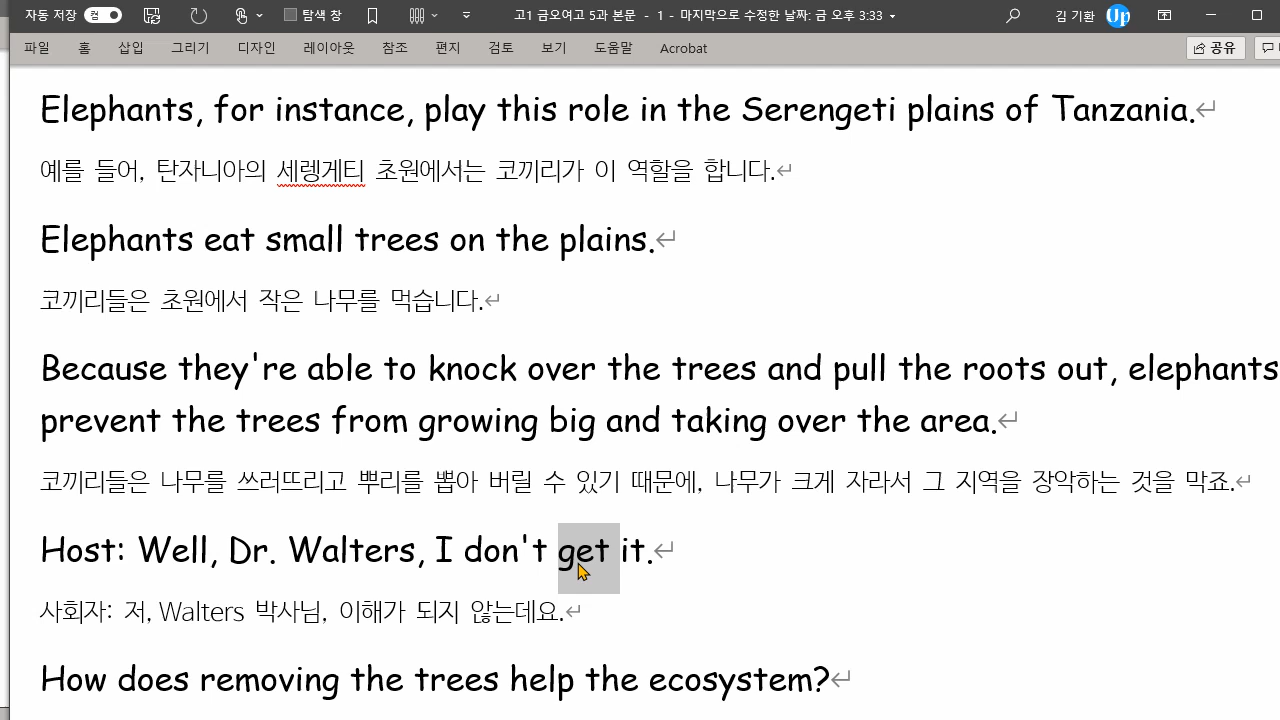 자동 저장 컴 탐색 창 고1 금오여고 5과 본문 - 1 - 마지막으로 수정한 날짜: 금 오후 3:33 김 기환 Up
파일 홈 삽입 그리기 디자인 레이아웃 참조 편지 검토 보기 도움말 Acrobat 공유
Elephants, for instance, play this role in the Serengeti plains of Tanzania.
예를 들어, 탄자니아의 세렝게티 초원에서는 코끼리가 이 역할을 합니다.
Elephants eat small trees on the plains.
코끼리들은 초원에서 작은 나무를 먹습니다.
Because they're able to knock over the trees and pull the roots out, elephants
prevent the trees from growing big and taking over the area.
코끼리들은 나무를 쓰러뜨리고 뿌리를 뽑아 버릴 수 있기 때문에, 나무가 크게 자라서 그 지역을 장악하는 것을 막죠.
Host: Well, Dr. Walters, I don't get it.
사회자: 저, Walters 박사님, 이해가 되지 않는데요.
How does removing the trees help the ecosystem?